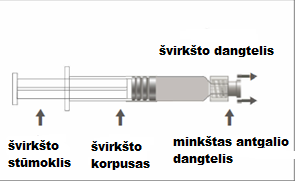 švirkšto dangtelis
švirkšto
stūmoklis
švirkšto
korpusas
minkštas antgalio
dangtelis